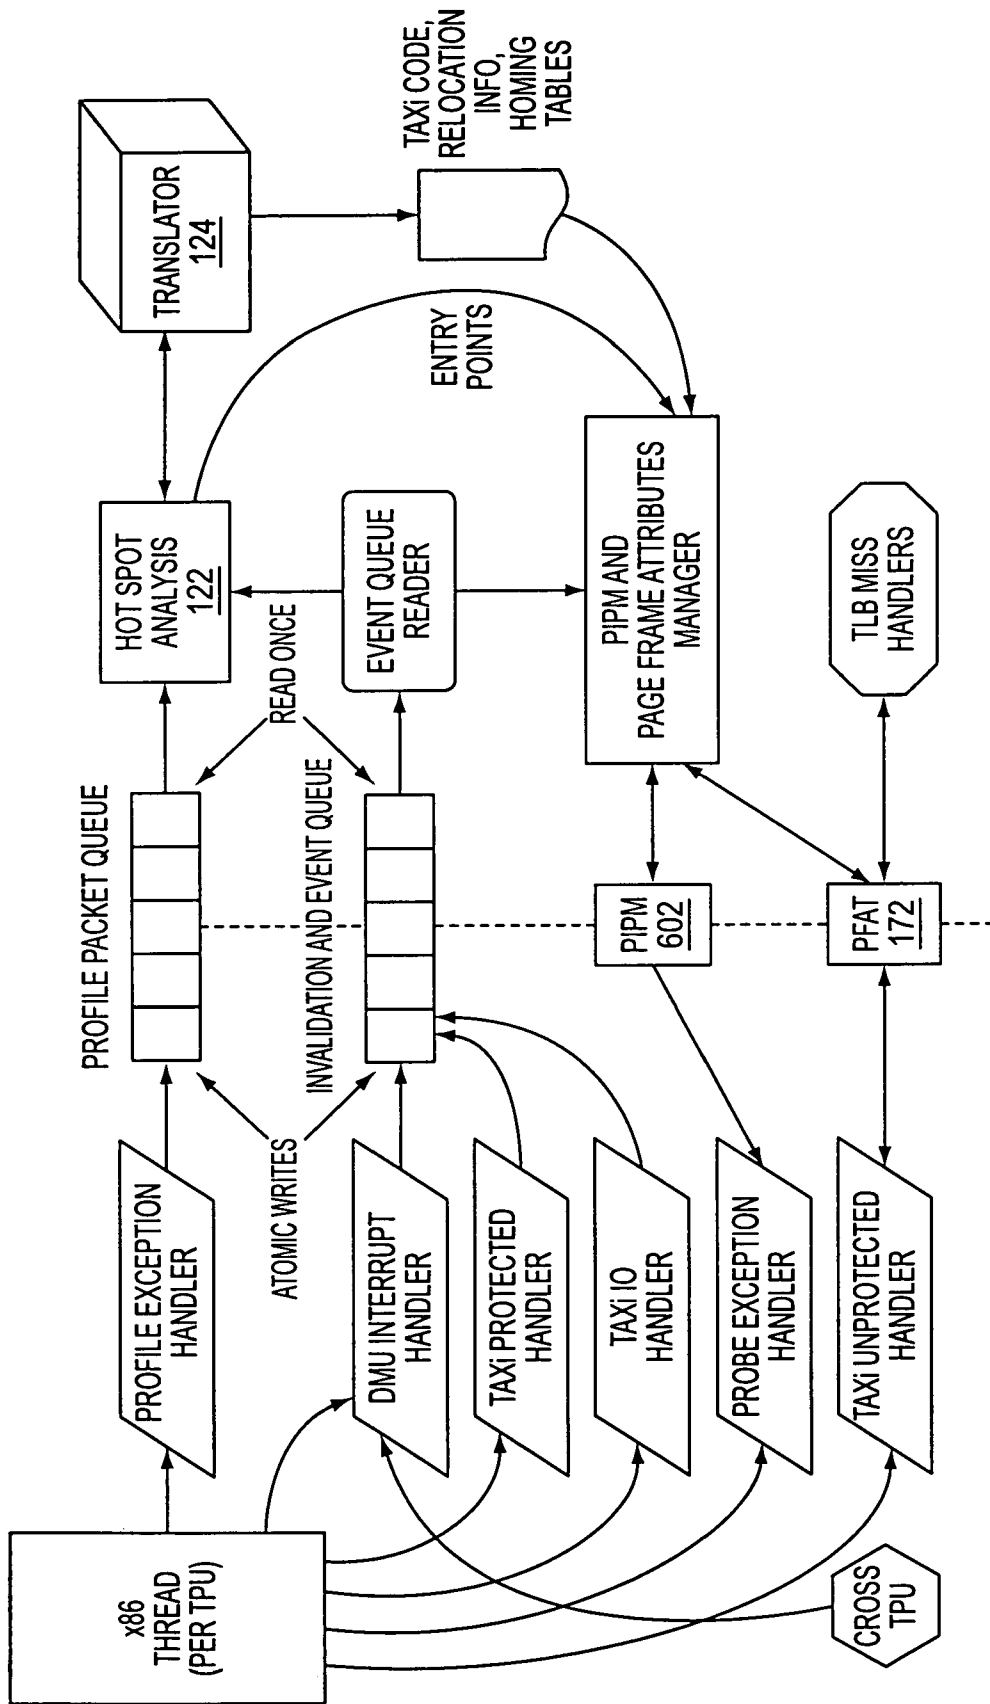 x86
THREAD
(PER TPU)
CROSS
TPU
PROFILE EXCEPTION
HANDLER
ATOMIC WRITES
DMU INTERRUPT
HANDLER
TAXi PROTECTED
HANDLER
TAXi IO
HANDLER
PROBE EXCEPTION
HANDLER
TAXi UNPROTECTED
HANDLER
PROFILE PACKET QUEUE
INVALIDATION AND EVENT QUEUE
READ ONCE
PIPM
602
PFAT
172
HOT SPOT
ANALYSIS
122
EVENT QUEUE
READER
PIPM AND
PAGE FRAME ATTRIBUTES
MANAGER
TLB MISS
HANDLERS
ENTRY
POINTS
TRANSLATOR
124
TAXi CODE,
RELOCATION
INFO,
HOMING
TABLES